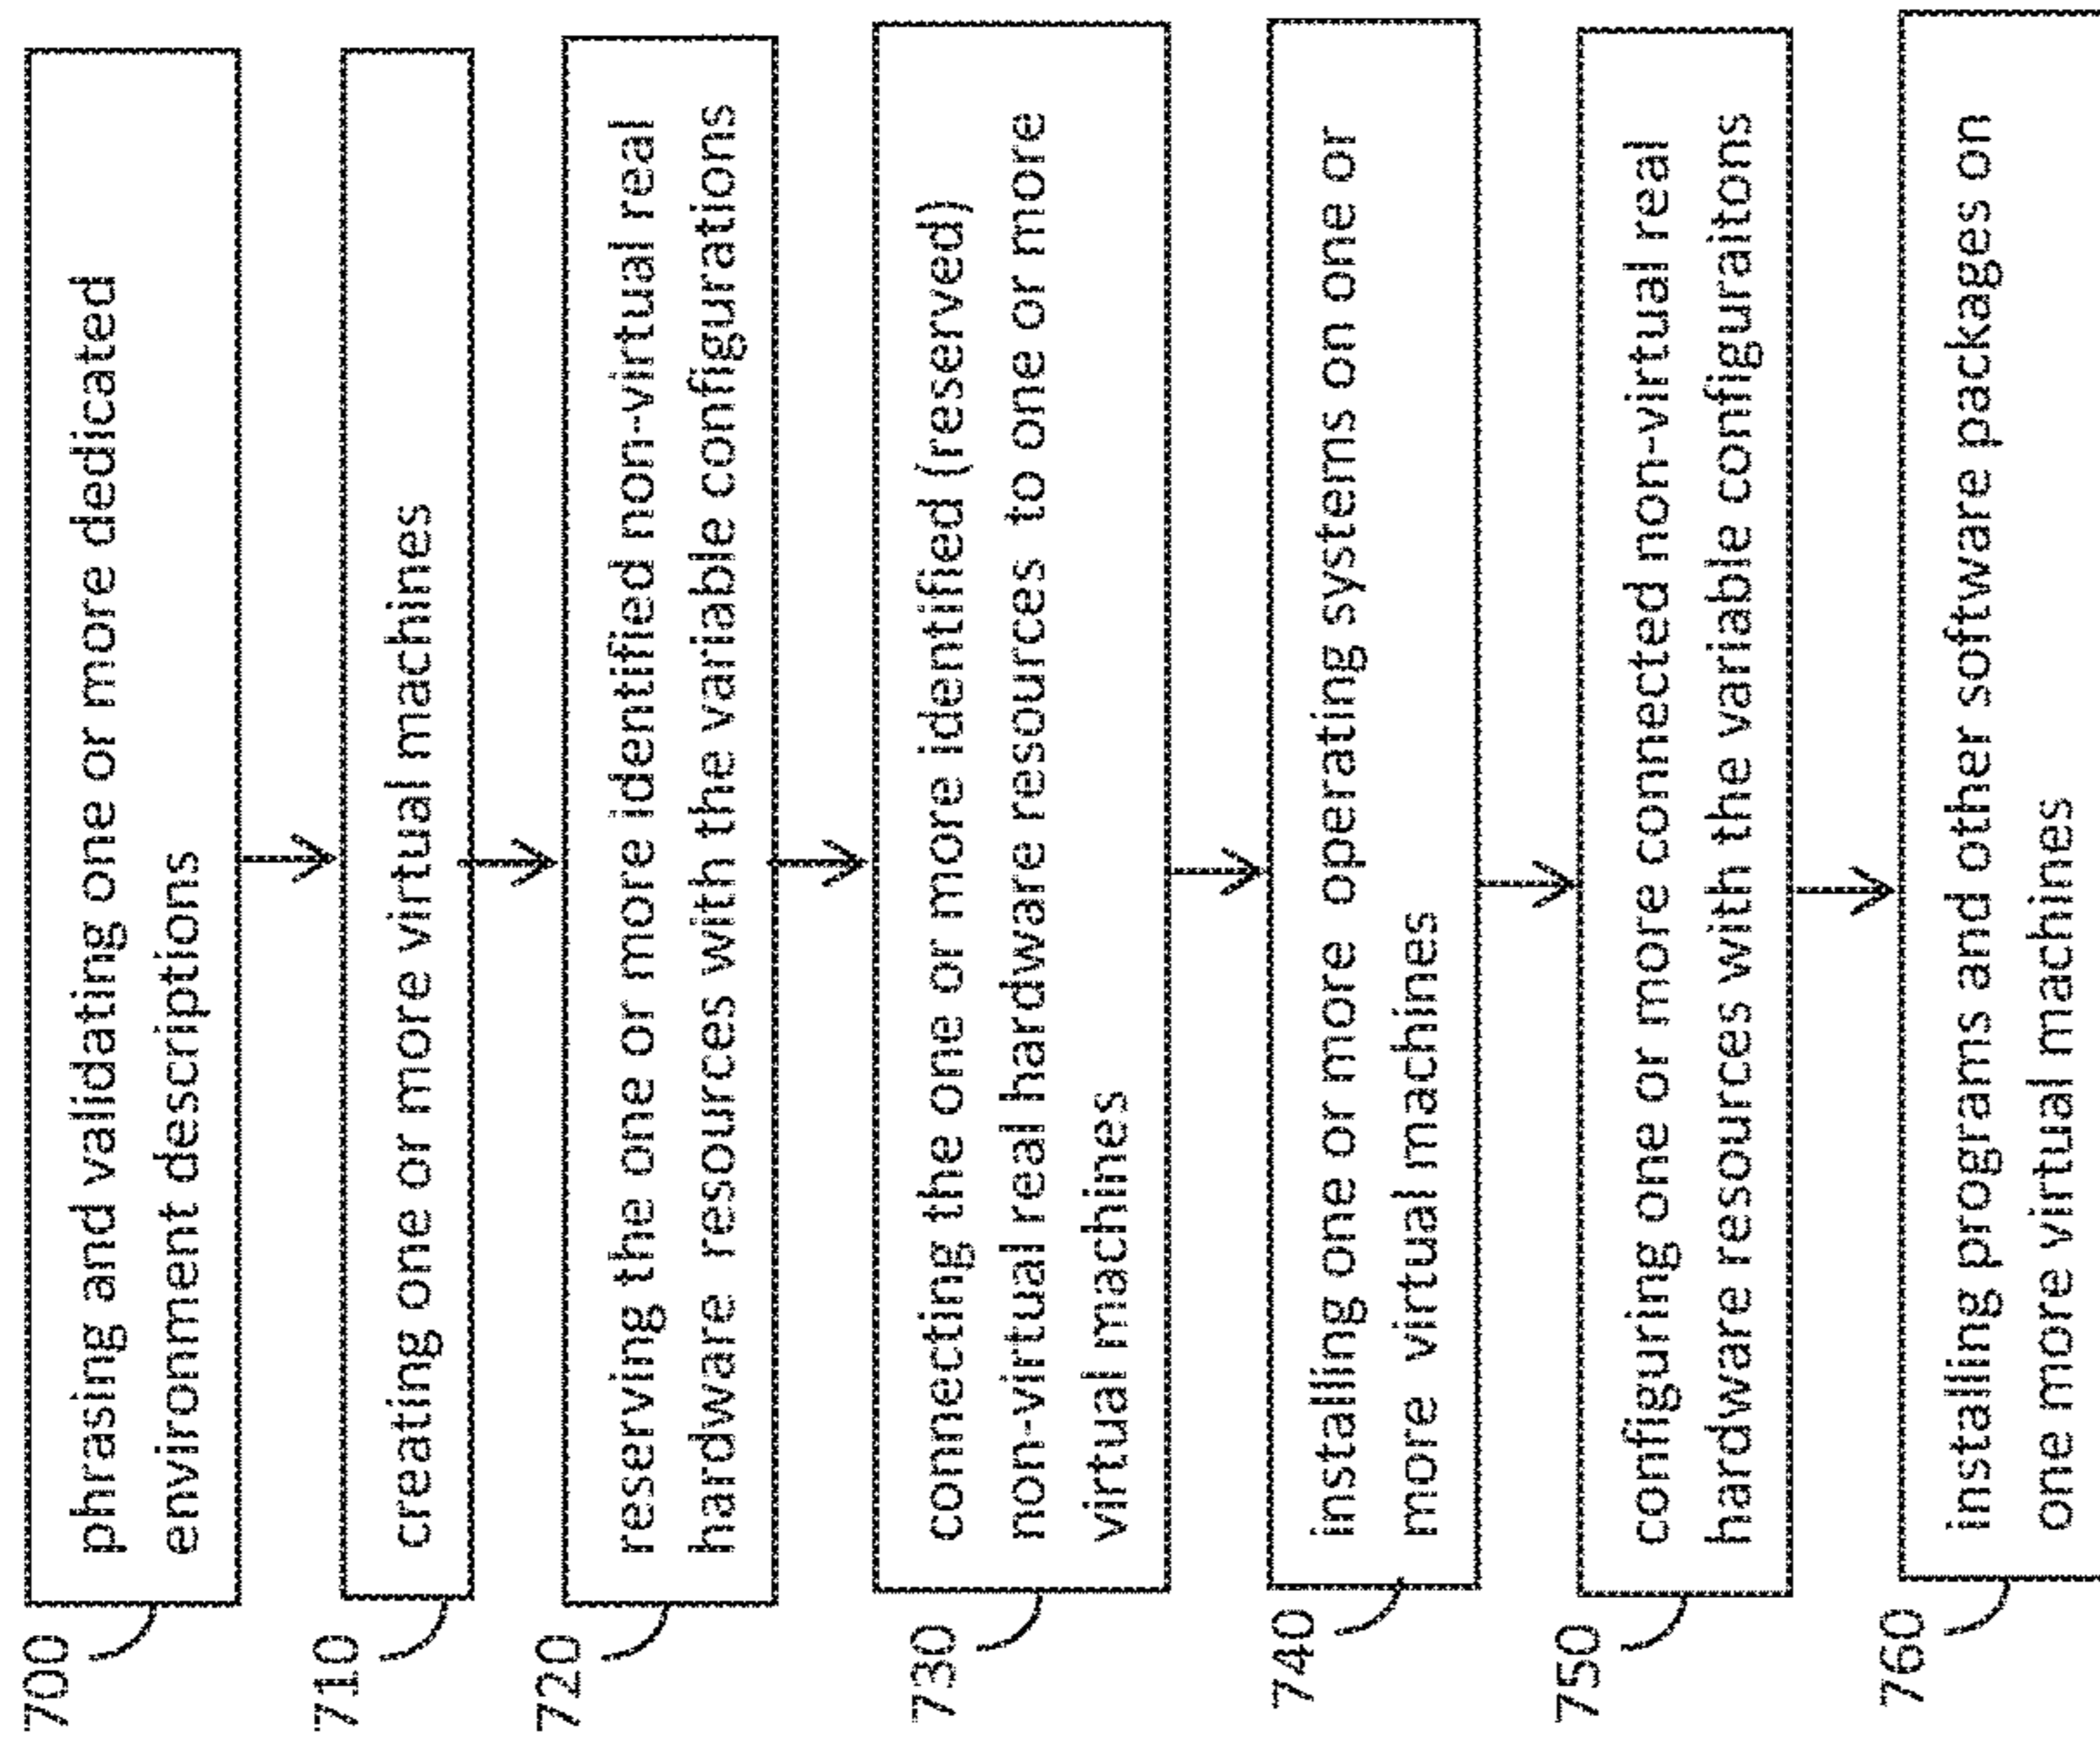 700
phrasing and validating one or more dedicated
environment descriptions
710
creating one or more virtual machines
720
reserving the one or more identified non-virtual real
hardware resources with the variable configurations
730
connecting the one or more identified (reserved)
non-virtual real hardware resources to one or more
virtual machines
740
installing one or more operating systems on one or
more virtual machines
750
configuring one or more connected non-virtual real
hardware resources with the variable configuraitons
760
installing programs and other software packages on
one more virtual machines